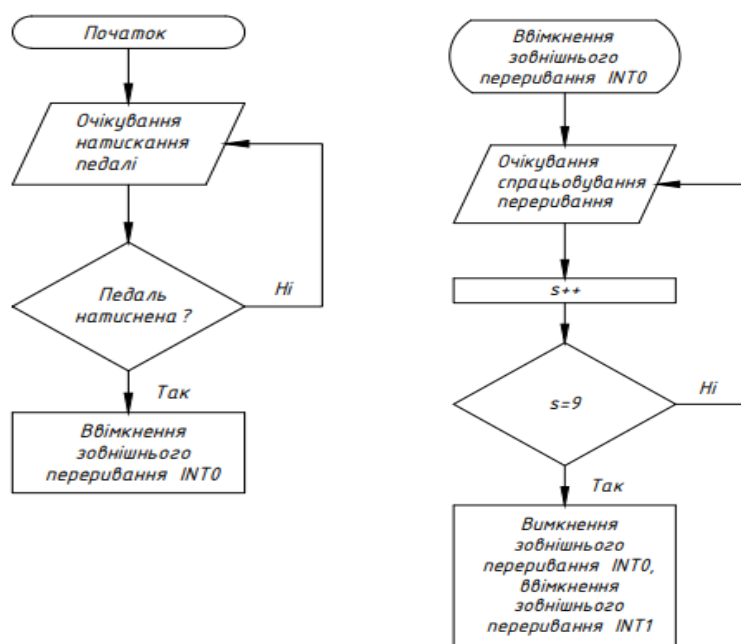 Початок
Очікування
натискання
педалі
Педаль
натиснена ?
Ні
Так
Ввімкнення
зовнішнього
переривання INT0
Ввімкнення
зовнішнього
переривання INT0
Очікування
спрацьовування
переривання
s++
s=9
Ні
Так
Вимкнення
зовнішнього
переривання INT0,
ввімкнення
зовнішнього
переривання INT1